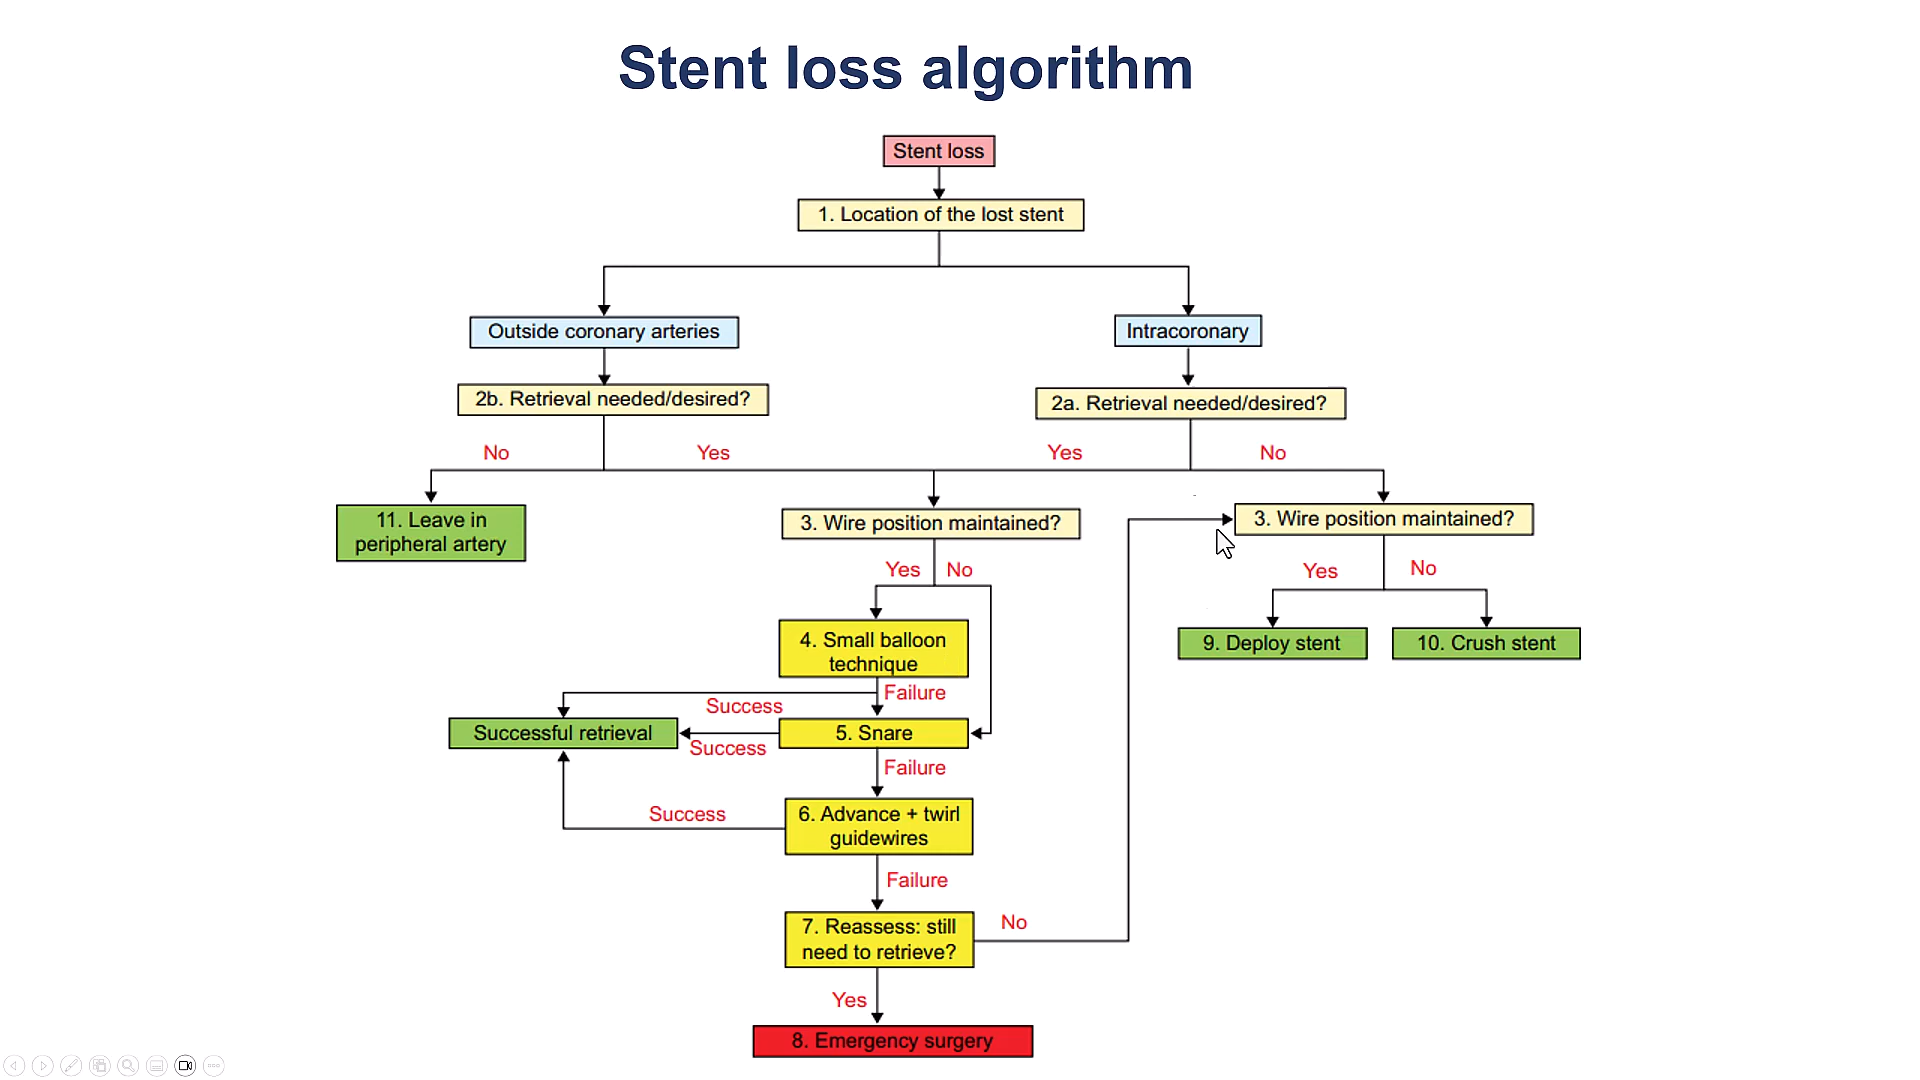 Stent loss algorithm
Stent loss
1. Location of the lost stent
Outside coronary arteries
Intracoronary
2b. Retrieval needed/desired?
2a. Retrieval needed/desired?
No
Yes
Yes
No
11. Leave in
peripheral artery
3. Wire position maintained?
3. Wire position maintained?
Yes
No
Yes
No
4. Small balloon
technique
9. Deploy stent
10. Crush stent
Failure
Success
Successful retrieval
5. Snare
Success
Failure
6. Advance + twirl
guidewires
Success
Failure
7. Reassess: still
need to retrieve?
No
Yes
8. Emergency surgery